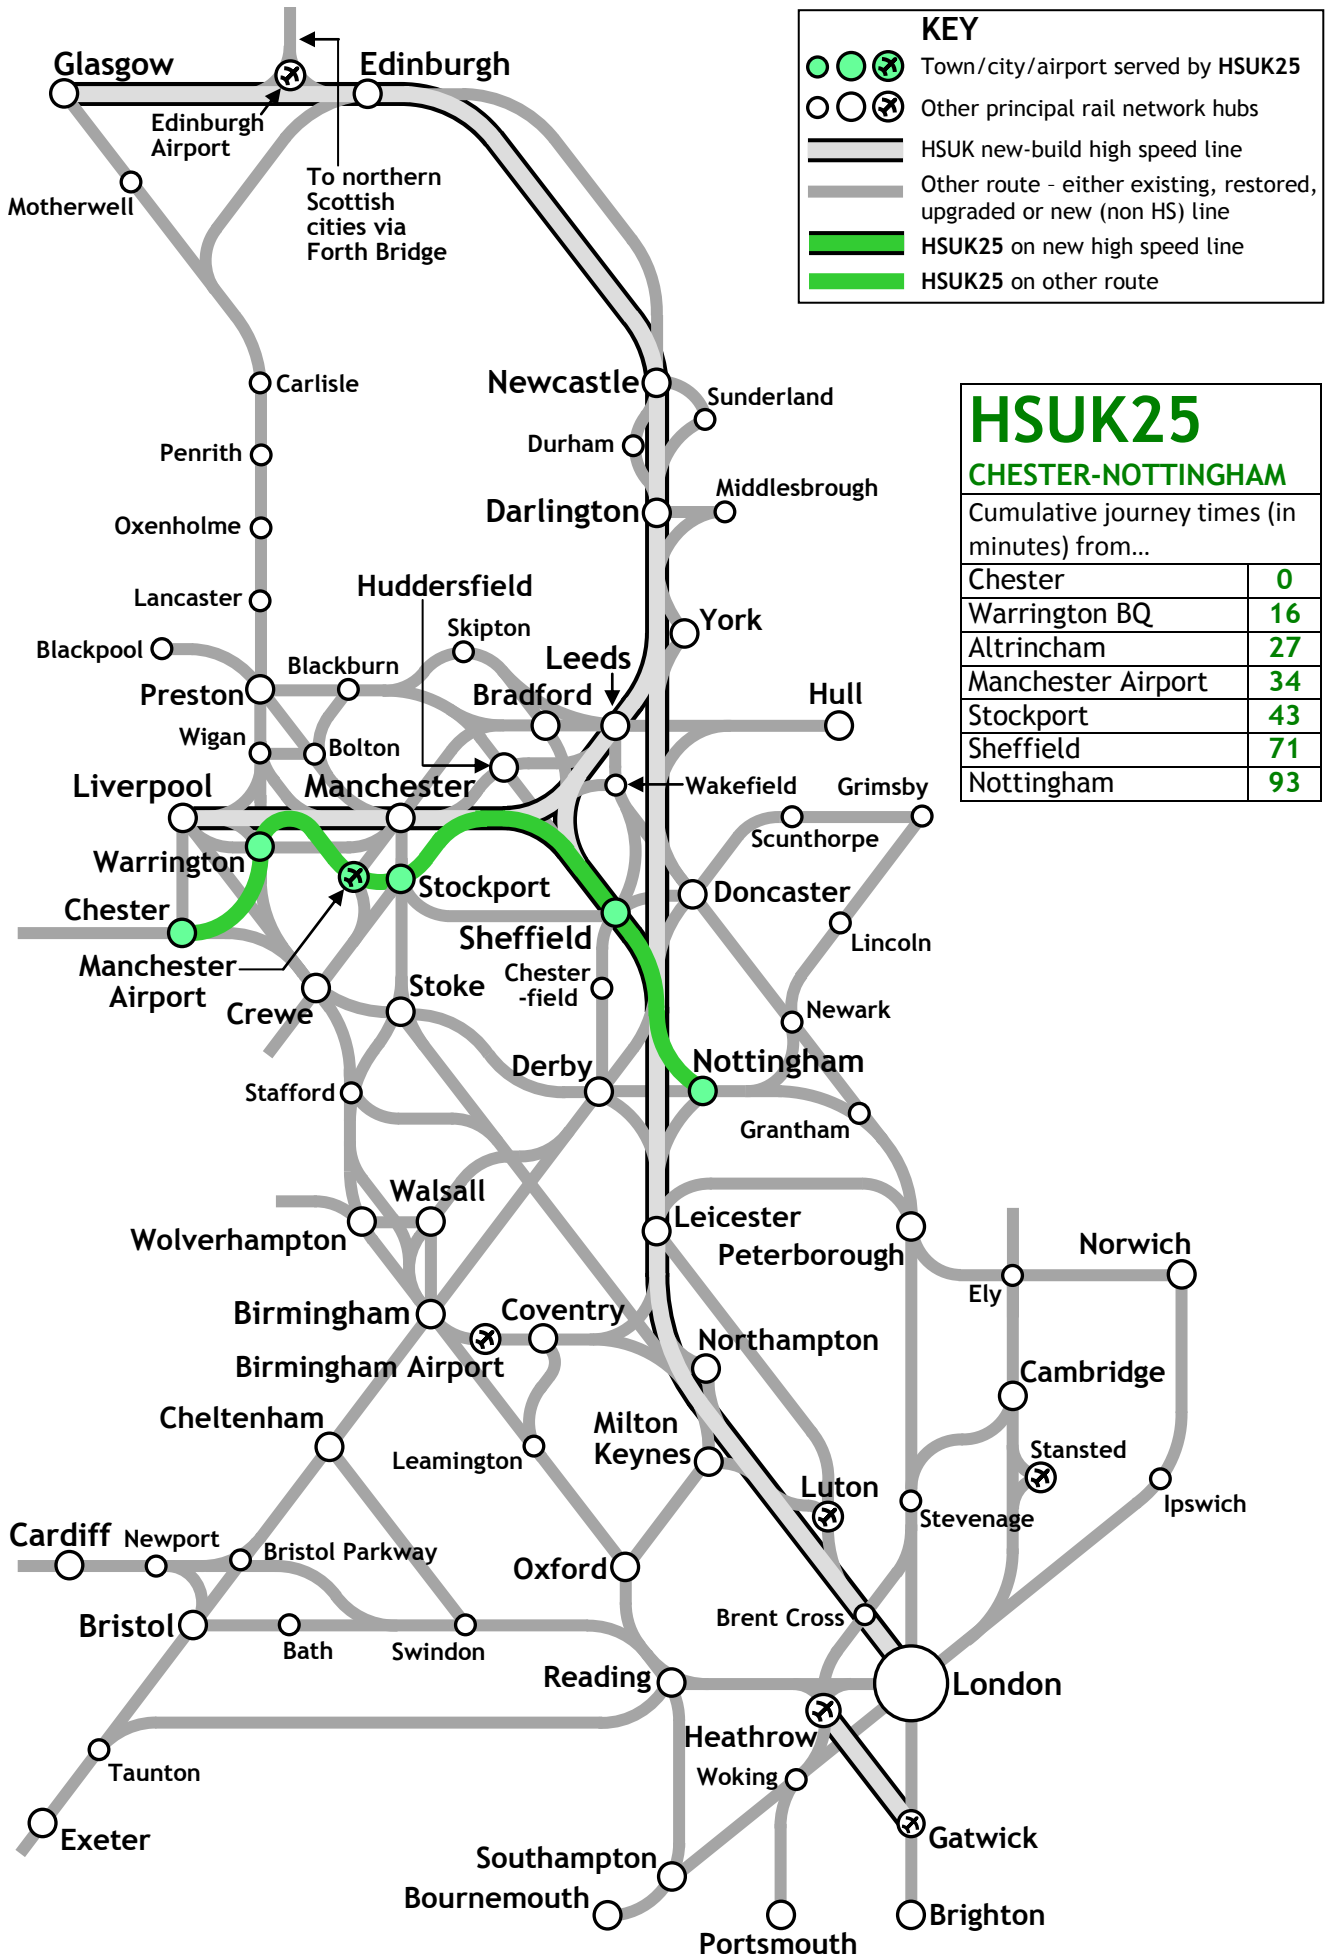 KEY
Town/city/airport served by HSUK25
Other principal rail network hubs
HSUK new-build high speed line
Other route - either existing, restored,
upgraded or new (non HS) line
HSUK25 on new high speed line
HSUK25 on other route
Glasgow
Edinburgh
Edinburgh
Airport
To northern
Scottish
cities via
Forth Bridge
Motherwell
Carlisle
Newcastle
Sunderland
Durham
Penrith
Middlesbrough
Darlington
Oxenholme
HSUK25
CHESTER-NOTTINGHAM
Cumulative journey times (in
minutes) from...
Chester 0
Warrington BQ 16
Altrincham 27
Manchester Airport 34
Stockport 43
Sheffield 71
Nottingham 93
Huddersfield
Lancaster
York
Skipton
Blackpool
Blackburn
Leeds
Preston
Bradford
Hull
Wigan
Bolton
Liverpool
Manchester
Wakefield
Grimsby
Scunthorpe
Warrington
Stockport
Doncaster
Chester
Sheffield
Lincoln
Manchester
Airport
Chester
-field
Stoke
Crewe
Newark
Derby
Nottingham
Stafford
Grantham
Walsall
Leicester
Wolverhampton
Peterborough
Norwich
Ely
Birmingham
Coventry
Northampton
Birmingham Airport
Cambridge
Cheltenham
Milton
Keynes
Leamington
Stansted
Luton
Ipswich
Stevenage
Cardiff
Newport
Bristol Parkway
Oxford
Bristol
Brent Cross
Bath
Swindon
Reading
London
Heathrow
Woking
Taunton
Exeter
Gatwick
Southampton
Bournemouth
Brighton
Portsmouth